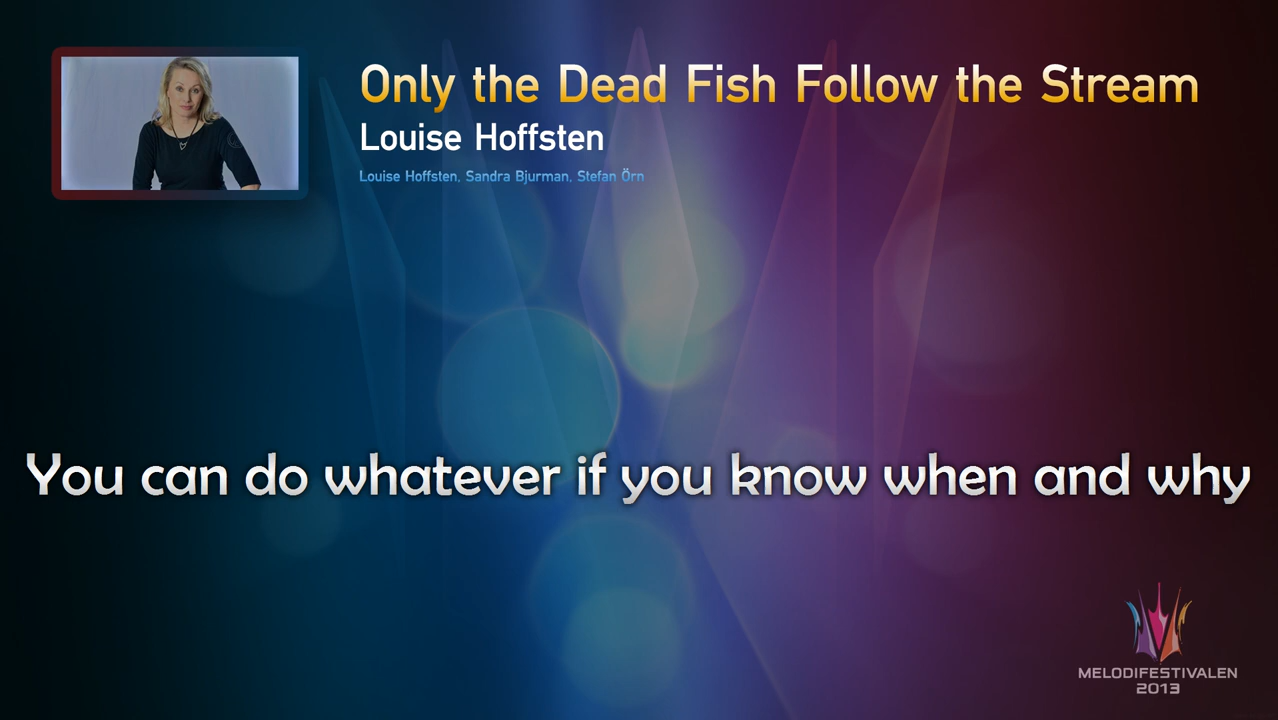 Only the Dead Fish Follow the Stream
Louise Hoffsten
Louise Hoffsten, Sandra Bjurman, Stefan Örn
You can do whatever if you know when and why
MELODIFESTIVALEN
2013